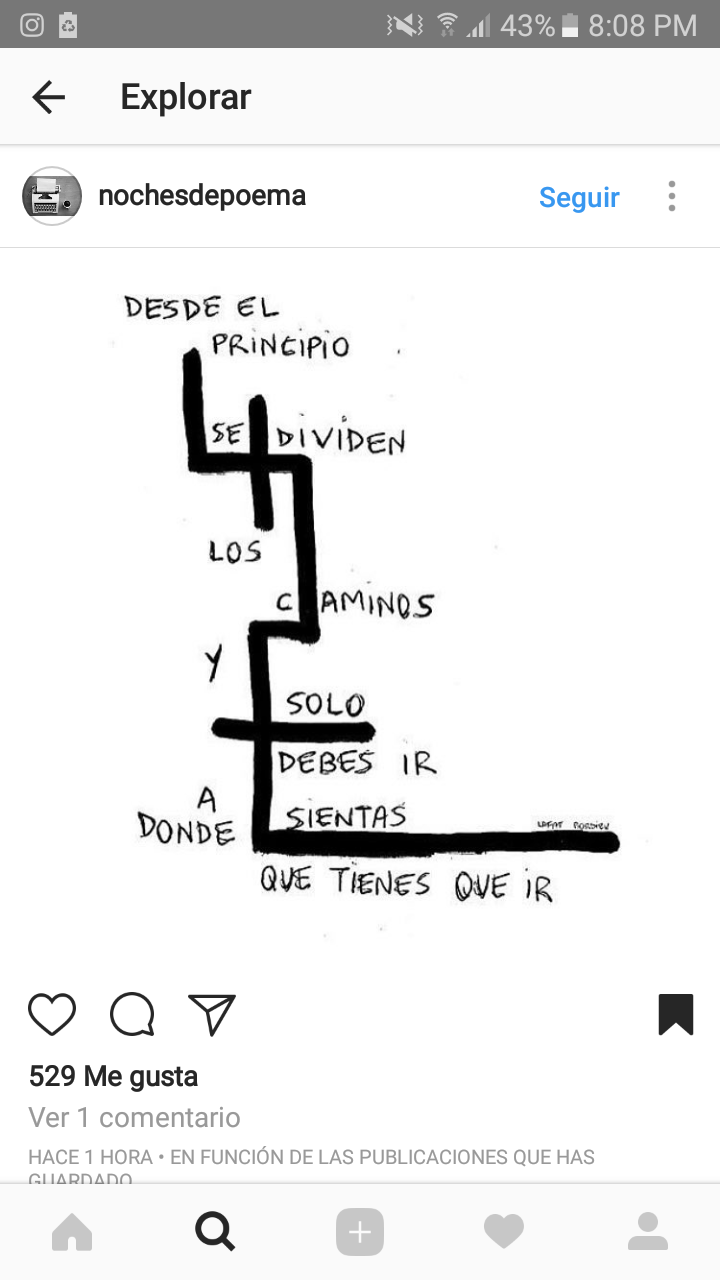 43% 8:08 PM
Explorar
nochesdepoema Seguir
DESDE EL
PRINCIPIO
SE DIVIDEN
LOS
CAMINOS
Y
SOLO
DEBES IR
A
DONDE SIENTAS
QUE TIENES QUE IR
529 Me gusta
Ver 1 comentario
HACE 1 HORA • EN FUNCIÓN DE LAS PUBLICACIONES QUE HAS
GUARDADO